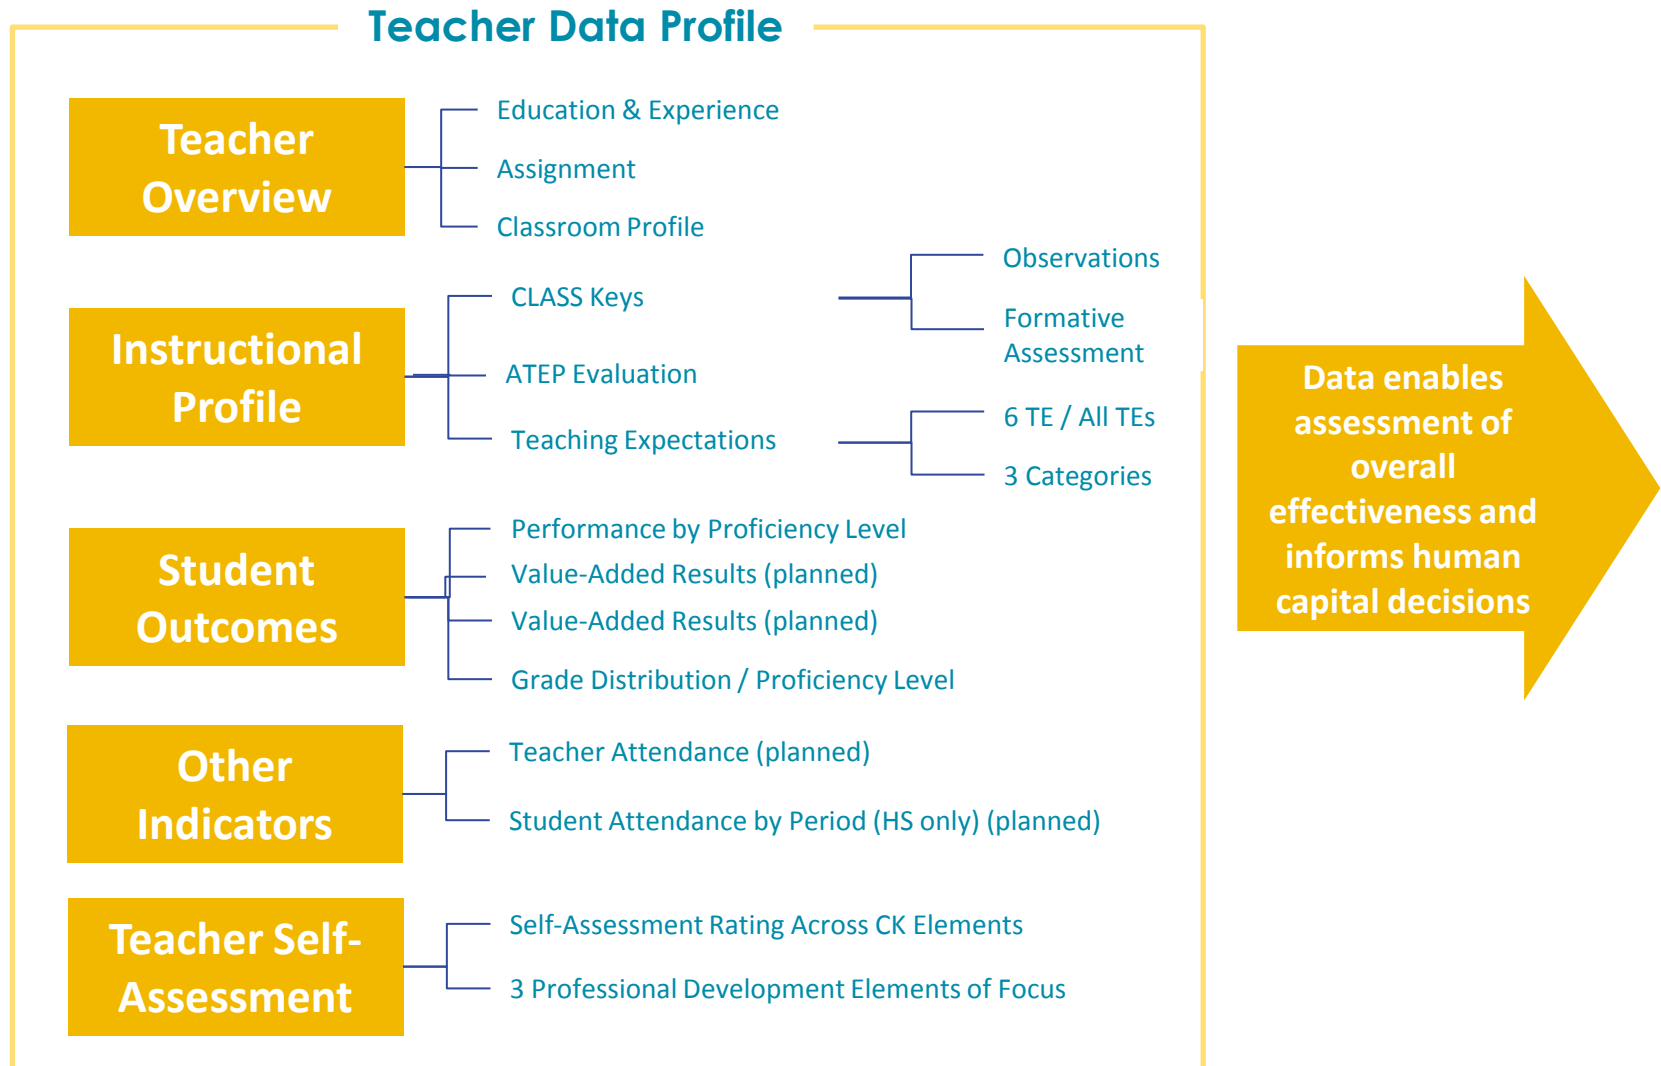 Teacher Data Profile
Teacher
Overview
Education & Experience
Assignment
Classroom Profile
Instructional
Profile
CLASS Keys
Observations
Formative
Assessment
ATEP Evaluation
Teaching Expectations
6 TE / All TEs
3 Categories
Student
Outcomes
Performance by Proficiency Level
Value-Added Results (planned)
Value-Added Results (planned)
Grade Distribution / Proficiency Level
Other
Indicators
Teacher Attendance (planned)
Student Attendance by Period (HS only) (planned)
Teacher Self-
Assessment
Self-Assessment Rating Across CK Elements
3 Professional Development Elements of Focus
Data enables
assessment of
overall
effectiveness and
informs human
capital decisions